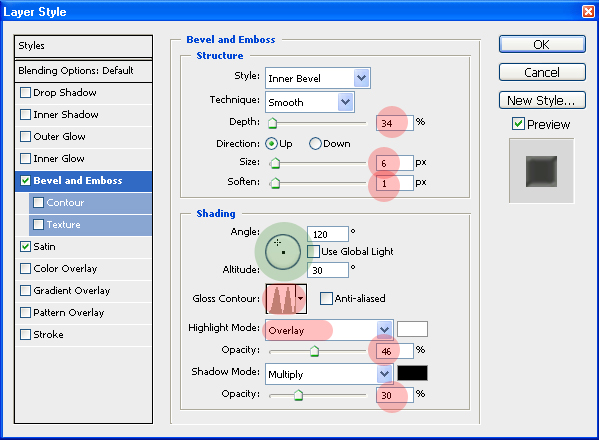 Layer Style
Styles
Blending Options: Default
Drop Shadow
Inner Shadow
Outer Glow
Inner Glow
Bevel and Emboss
Contour
Texture
Satin
Color Overlay
Gradient Overlay
Pattern Overlay
Stroke
Bevel and Emboss
Structure
Style: Inner Bevel
Technique: Smooth
Depth: 34 %
Direction: Up Down
Size: 6 px
Soften: 1 px
Shading
Angle: 120 °
Use Global Light
Altitude: 30 °
Gloss Contour: Anti-aliased
Highlight Mode: Overlay
Opacity: 46 %
Shadow Mode: Multiply
Opacity: 30 %
OK
Cancel
New Style...
Preview